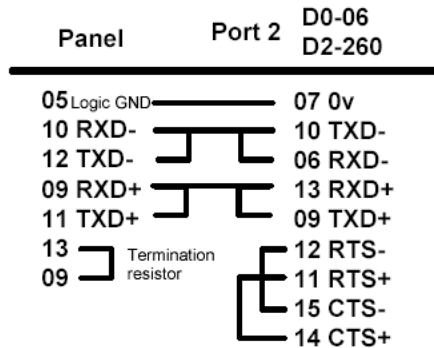 Panel Port 2 D0-06
D2-260
05 Logic GND 07 0v
10 RXD- 10 TXD-
12 TXD- 06 RXD-
09 RXD+ 13 RXD+
11 TXD+ 09 TXD+
13 Termination 12 RTS-
09 resistor 11 RTS+
15 CTS-
14 CTS+